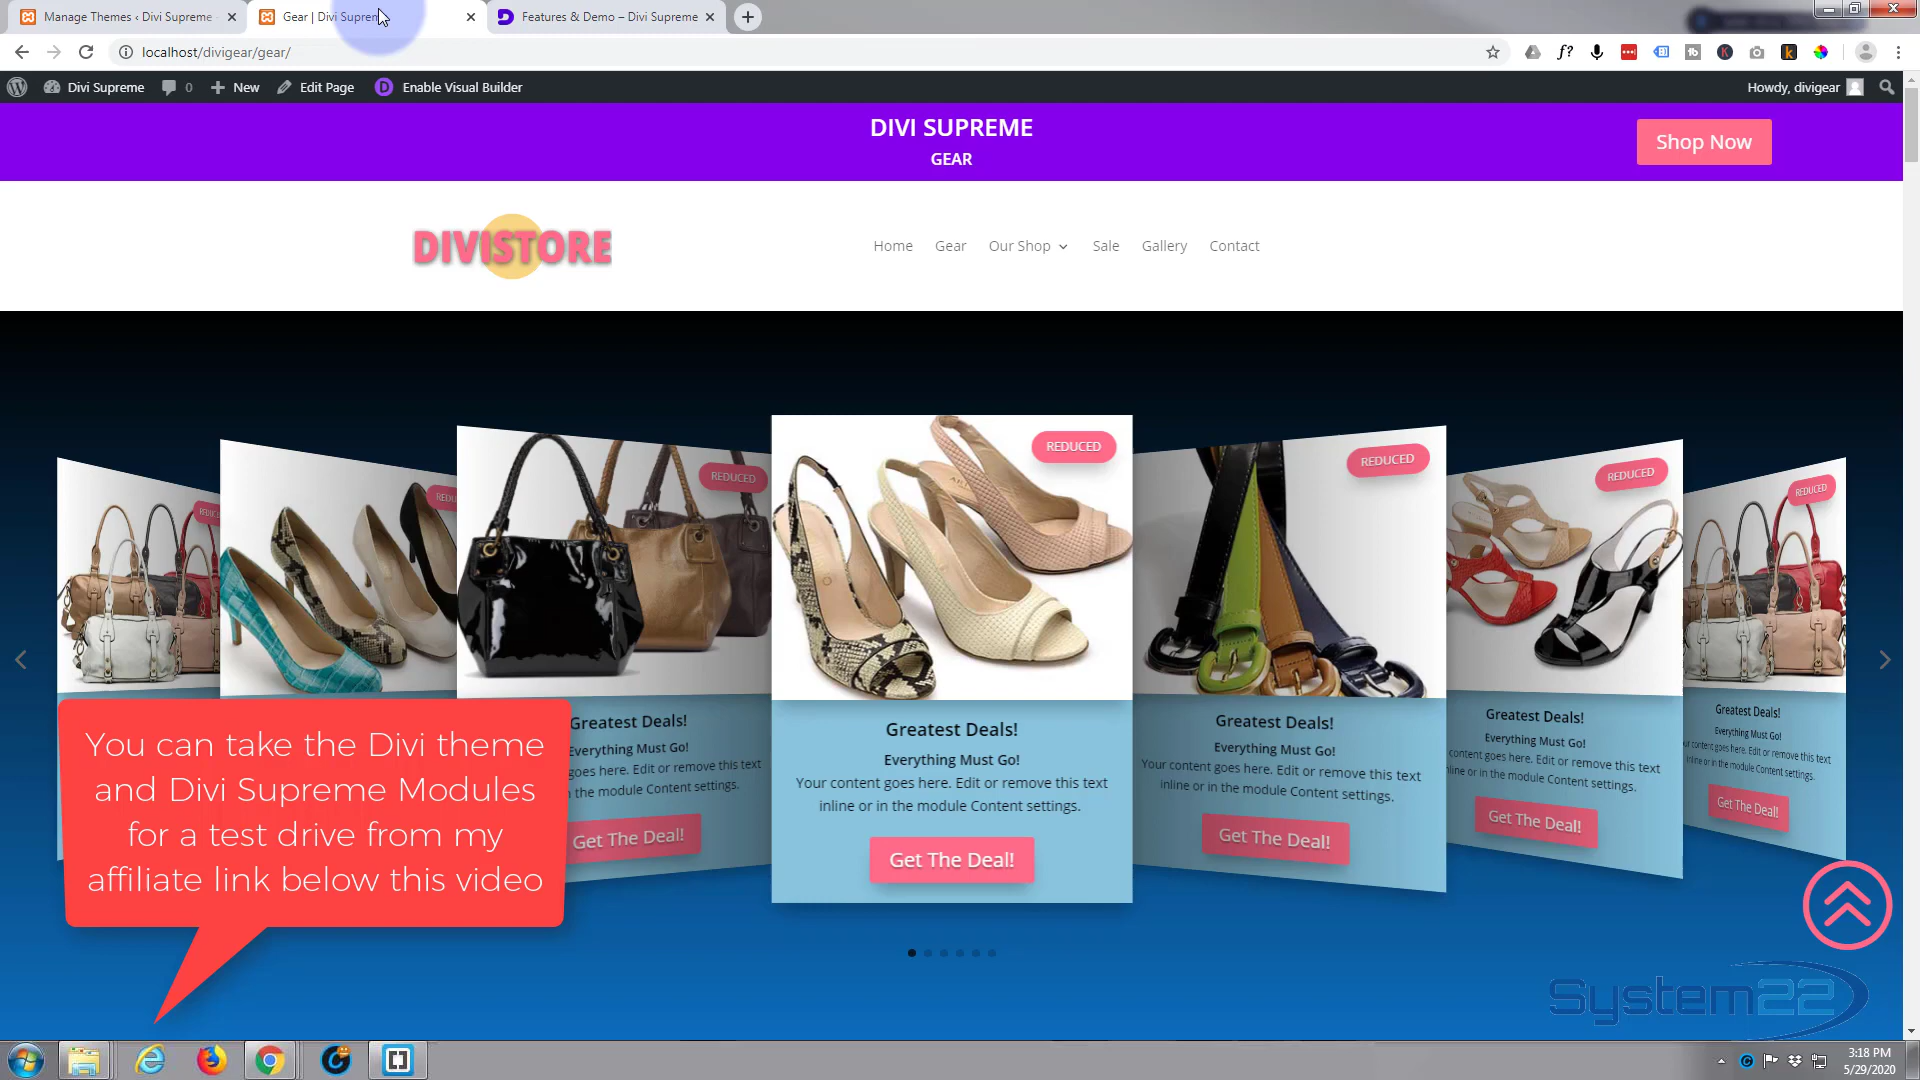 Manage Themes ‹ Divi Supreme
Gear | Divi Supreme
Features & Demo – Divi Supreme
localhost/divigear/gear/
Divi Supreme
0
New
Edit Page
Enable Visual Builder
Howdy, divigear
DIVI SUPREME
GEAR
Shop Now
DIVISTORE
Home
Gear
Our Shop
Sale
Gallery
Contact
REDUCED
REDU
REDUCED
REDUCED
REDUCED
REDUCED
REDUCED
Greatest Deals!
Everything Must Go!
goes here. Edit or remove this text
in the module Content settings.
Get The Deal!
Greatest Deals!
Everything Must Go!
Your content goes here. Edit or remove this text
inline or in the module Content settings.
Get The Deal!
Greatest Deals!
Everything Must Go!
Your content goes here. Edit or remove this text
inline or in the module Content settings.
Get The Deal!
Greatest Deals!
Everything Must Go!
content goes here. Edit or remove this text
inline or in the module Content settings.
Get The Deal!
Greatest Deals!
Everything Must Go!
content goes here. Edit or remove this text
inline or in the module Content settings.
Get The Deal!
You can take the Divi theme
and Divi Supreme Modules
for a test drive from my
affiliate link below this video
System22
3:18 PM
5/29/2020